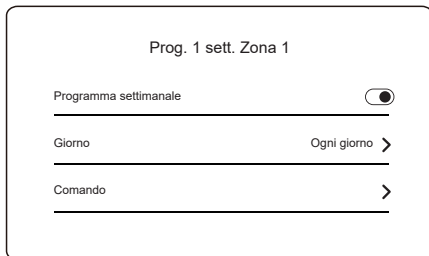 Prog. 1 sett. Zona 1
Programma settimanale
Giorno Ogni giorno
Comando